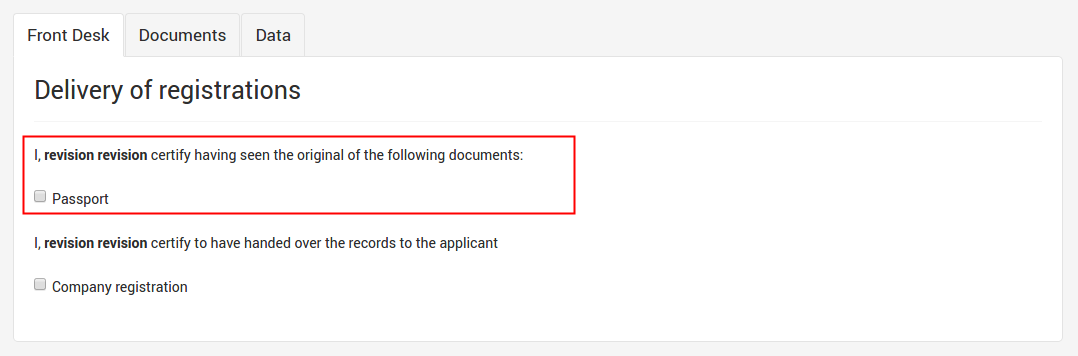 Front Desk Documents Data
Delivery of registrations
I, revision revision certify having seen the original of the following documents:
Passport
I, revision revision certify to have handed over the records to the applicant
Company registration